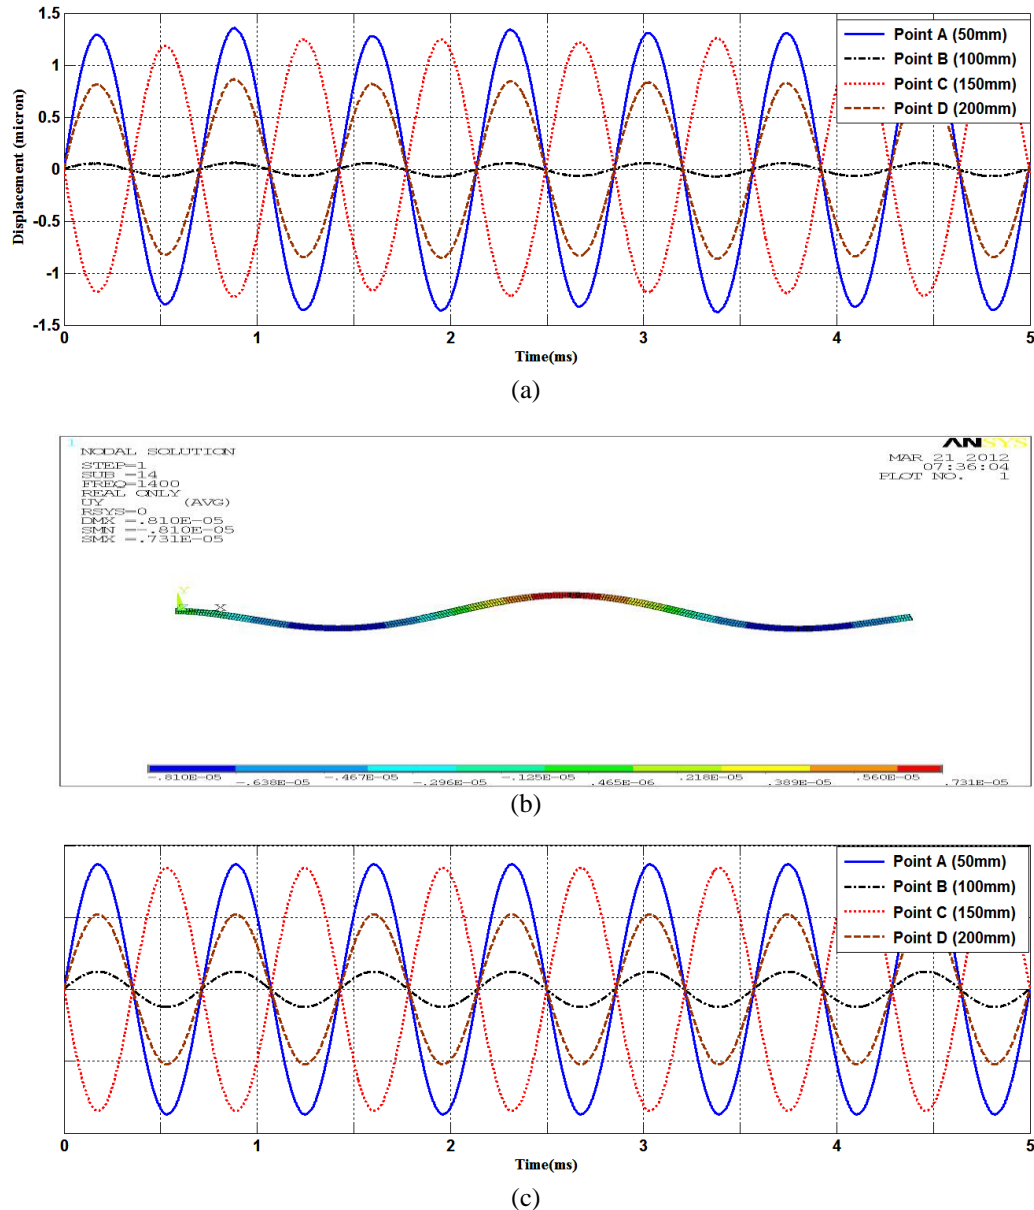 1.5
1
0.5
0
-0.5
-1
-1.5
Displacement (micron)
Point A (50mm)
Point B (100mm)
Point C (150mm)
Point D (200mm)
0 1 2 3 4 5
Time(ms)
(a)
1
NODAL SOLUTION
STEP=1
SUB =14
FREQ=1400
REAL ONLY
UY (AVG)
RSYS=0
DMX =.810E-05
SMN =-.810E-05
SMX =.731E-05
ANSYS
MAR 21 2012
07:36:04
PLOT NO. 1
Y
X
-.810E-05 -.467E-05 -.125E-05 .218E-05 .560E-05
-.638E-05 -.296E-05 .465E-06 .389E-05 .731E-05
(b)
Point A (50mm)
Point B (100mm)
Point C (150mm)
Point D (200mm)
0 1 2 3 4 5
Time(ms)
(c)